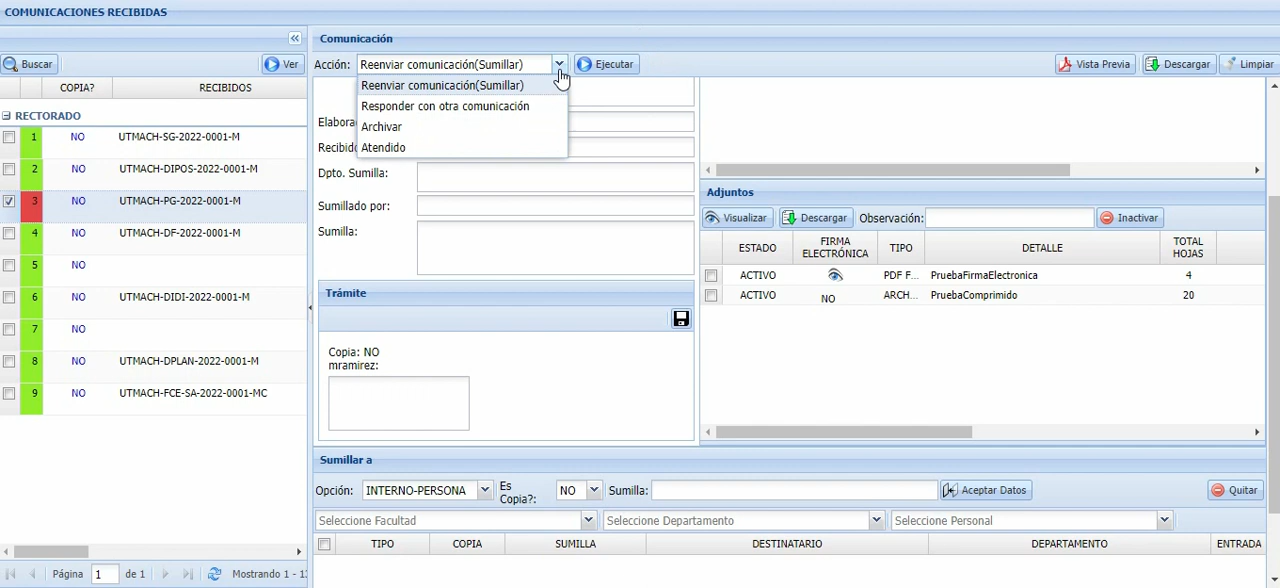 COMUNICACIONES RECIBIDAS
Buscar
Ver
COPIA?
RECIBIDOS
RECTORADO
1 NO UTMACH-SG-2022-0001-M
2 NO UTMACH-DIPOS-2022-0001-M
3 NO UTMACH-PG-2022-0001-M
4 NO UTMACH-DF-2022-0001-M
5 NO
6 NO UTMACH-DIDI-2022-0001-M
7 NO
8 NO UTMACH-DPLAN-2022-0001-M
9 NO UTMACH-FCE-SA-2022-0001-MC
Página 1 de 1 Mostrando 1 - 1
Comunicación
Acción: Reenviar comunicación(Sumillar) Ejecutar Vista Previa Descargar Limpiar
Reenviar comunicación(Sumillar)
Responder con otra comunicación
Archivar
Atendido
Elabora
Recibido
Dpto. Sumilla:
Sumillado por:
Sumilla:
Trámite
Copia: NO
mramirez:
Adjuntos
Visualizar Descargar Observación: Inactivar
ESTADO FIRMA ELECTRÓNICA TIPO DETALLE TOTAL HOJAS
ACTIVO PDF F... PruebaFirmaElectronica 4
ACTIVO NO ARCH... PruebaComprimido 20
Sumillar a
Opción: INTERNO-PERSONA Es Copia?: NO Sumilla: Aceptar Datos Quitar
Seleccione Facultad Seleccione Departamento Seleccione Personal
TIPO COPIA SUMILLA DESTINATARIO DEPARTAMENTO ENTRADA